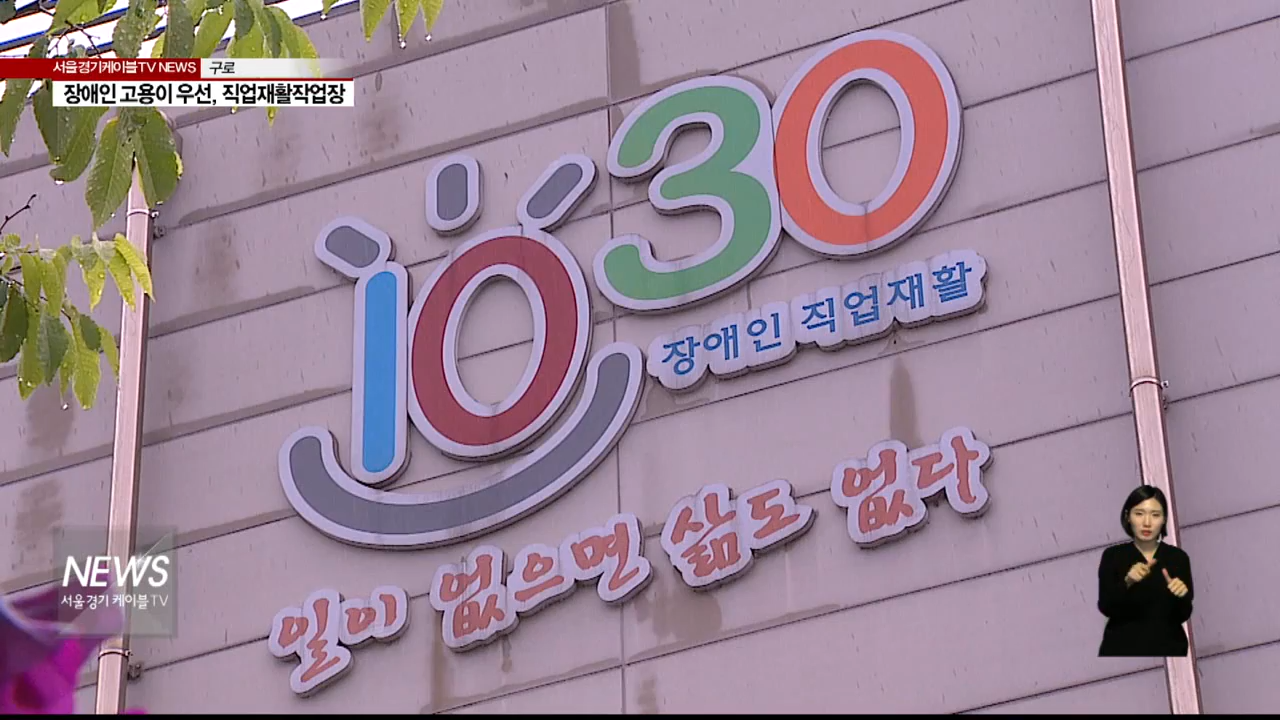 서울경기케이블TV NEWS 구로
장애인 고용이 우선, 직업재활작업장
1030
장애인 직업재활
일이 없으면 삶도 없다
NEWS
서울경기 케이블TV